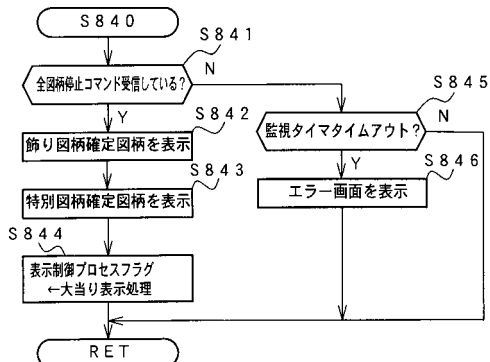 S840
S841
全図柄停止コマンド受信している?
N
Y
S842
飾り図柄確定図柄を表示
S843
特別図柄確定図柄を表示
S844
表示制御プロセスフラグ
←大当り表示処理
S845
監視タイマタイムアウト?
N
Y
S846
エラー画面を表示
RET